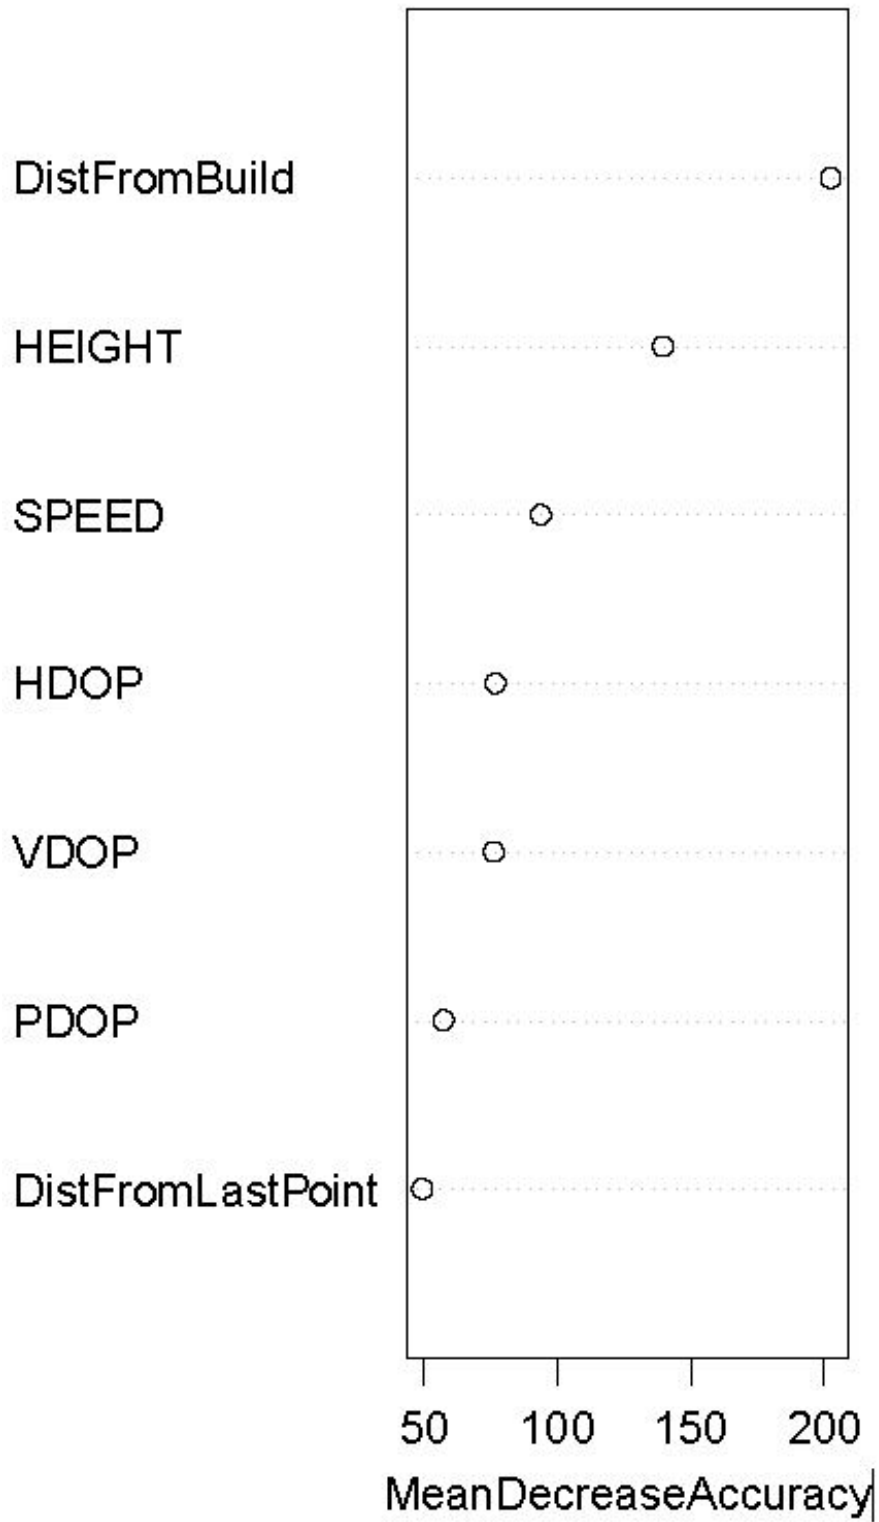 DistFromBuild
HEIGHT
SPEED
HDOP
VDOP
PDOP
DistFromLastPoint
50 100 150 200
MeanDecreaseAccuracy